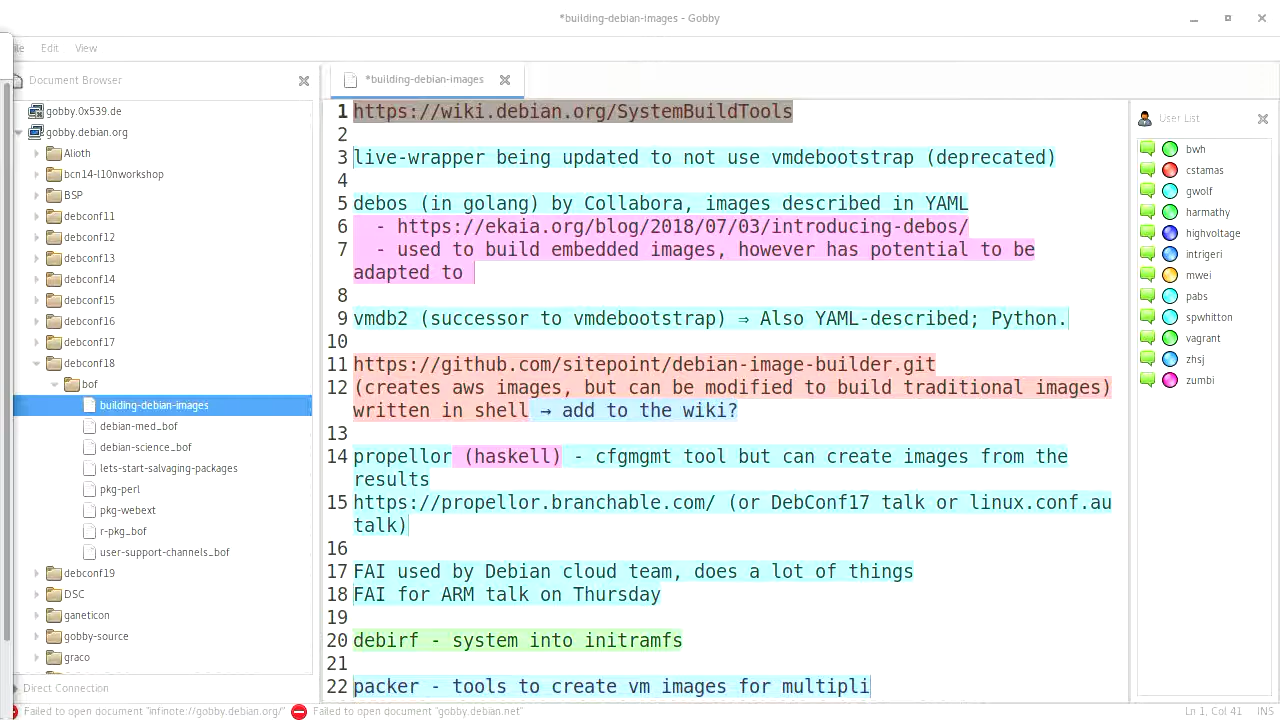 *building-debian-images - Gobby
ile Edit View
Document Browser
*building-debian-images
User List
gobby.0x539.de
gobby.debian.org
Alioth
bcn14-l10nworkshop
BSP
debconf11
debconf12
debconf13
debconf14
debconf15
debconf16
debconf17
debconf18
bof
building-debian-images
debian-med_bof
debian-science_bof
lets-start-salvaging-packages
pkg-perl
pkg-webext
r-pkg_bof
user-support-channels_bof
debconf19
DSC
ganeticon
gobby-source
graco
Direct Connection
1 https://wiki.debian.org/SystemBuildTools
2
3 live-wrapper being updated to not use vmdebootstrap (deprecated)
4
5 debos (in golang) by Collabora, images described in YAML
6 - https://ekaia.org/blog/2018/07/03/introducing-debos/
7 - used to build embedded images, however has potential to be
adapted to
8
9 vmdb2 (successor to vmdebootstrap) ⇒ Also YAML-described; Python.
10
11 https://github.com/sitepoint/debian-image-builder.git
12 (creates aws images, but can be modified to build traditional images)
written in shell → add to the wiki?
13
14 propellor (haskell) - cfgmgmt tool but can create images from the
results
15 https://propellor.branchable.com/ (or DebConf17 talk or linux.conf.au
talk)
16
17 FAI used by Debian cloud team, does a lot of things
18 FAI for ARM talk on Thursday
19
20 debirf - system into initramfs
21
22 packer - tools to create vm images for multipli
bwh
cstamas
gwolf
harmathy
highvoltage
intrigeri
mwei
pabs
spwhitton
vagrant
zhsj
zumbi
Failed to open document "infinote://gobby.debian.org/" Failed to open document "gobby.debian.net"
Ln 1, Col 41 INS